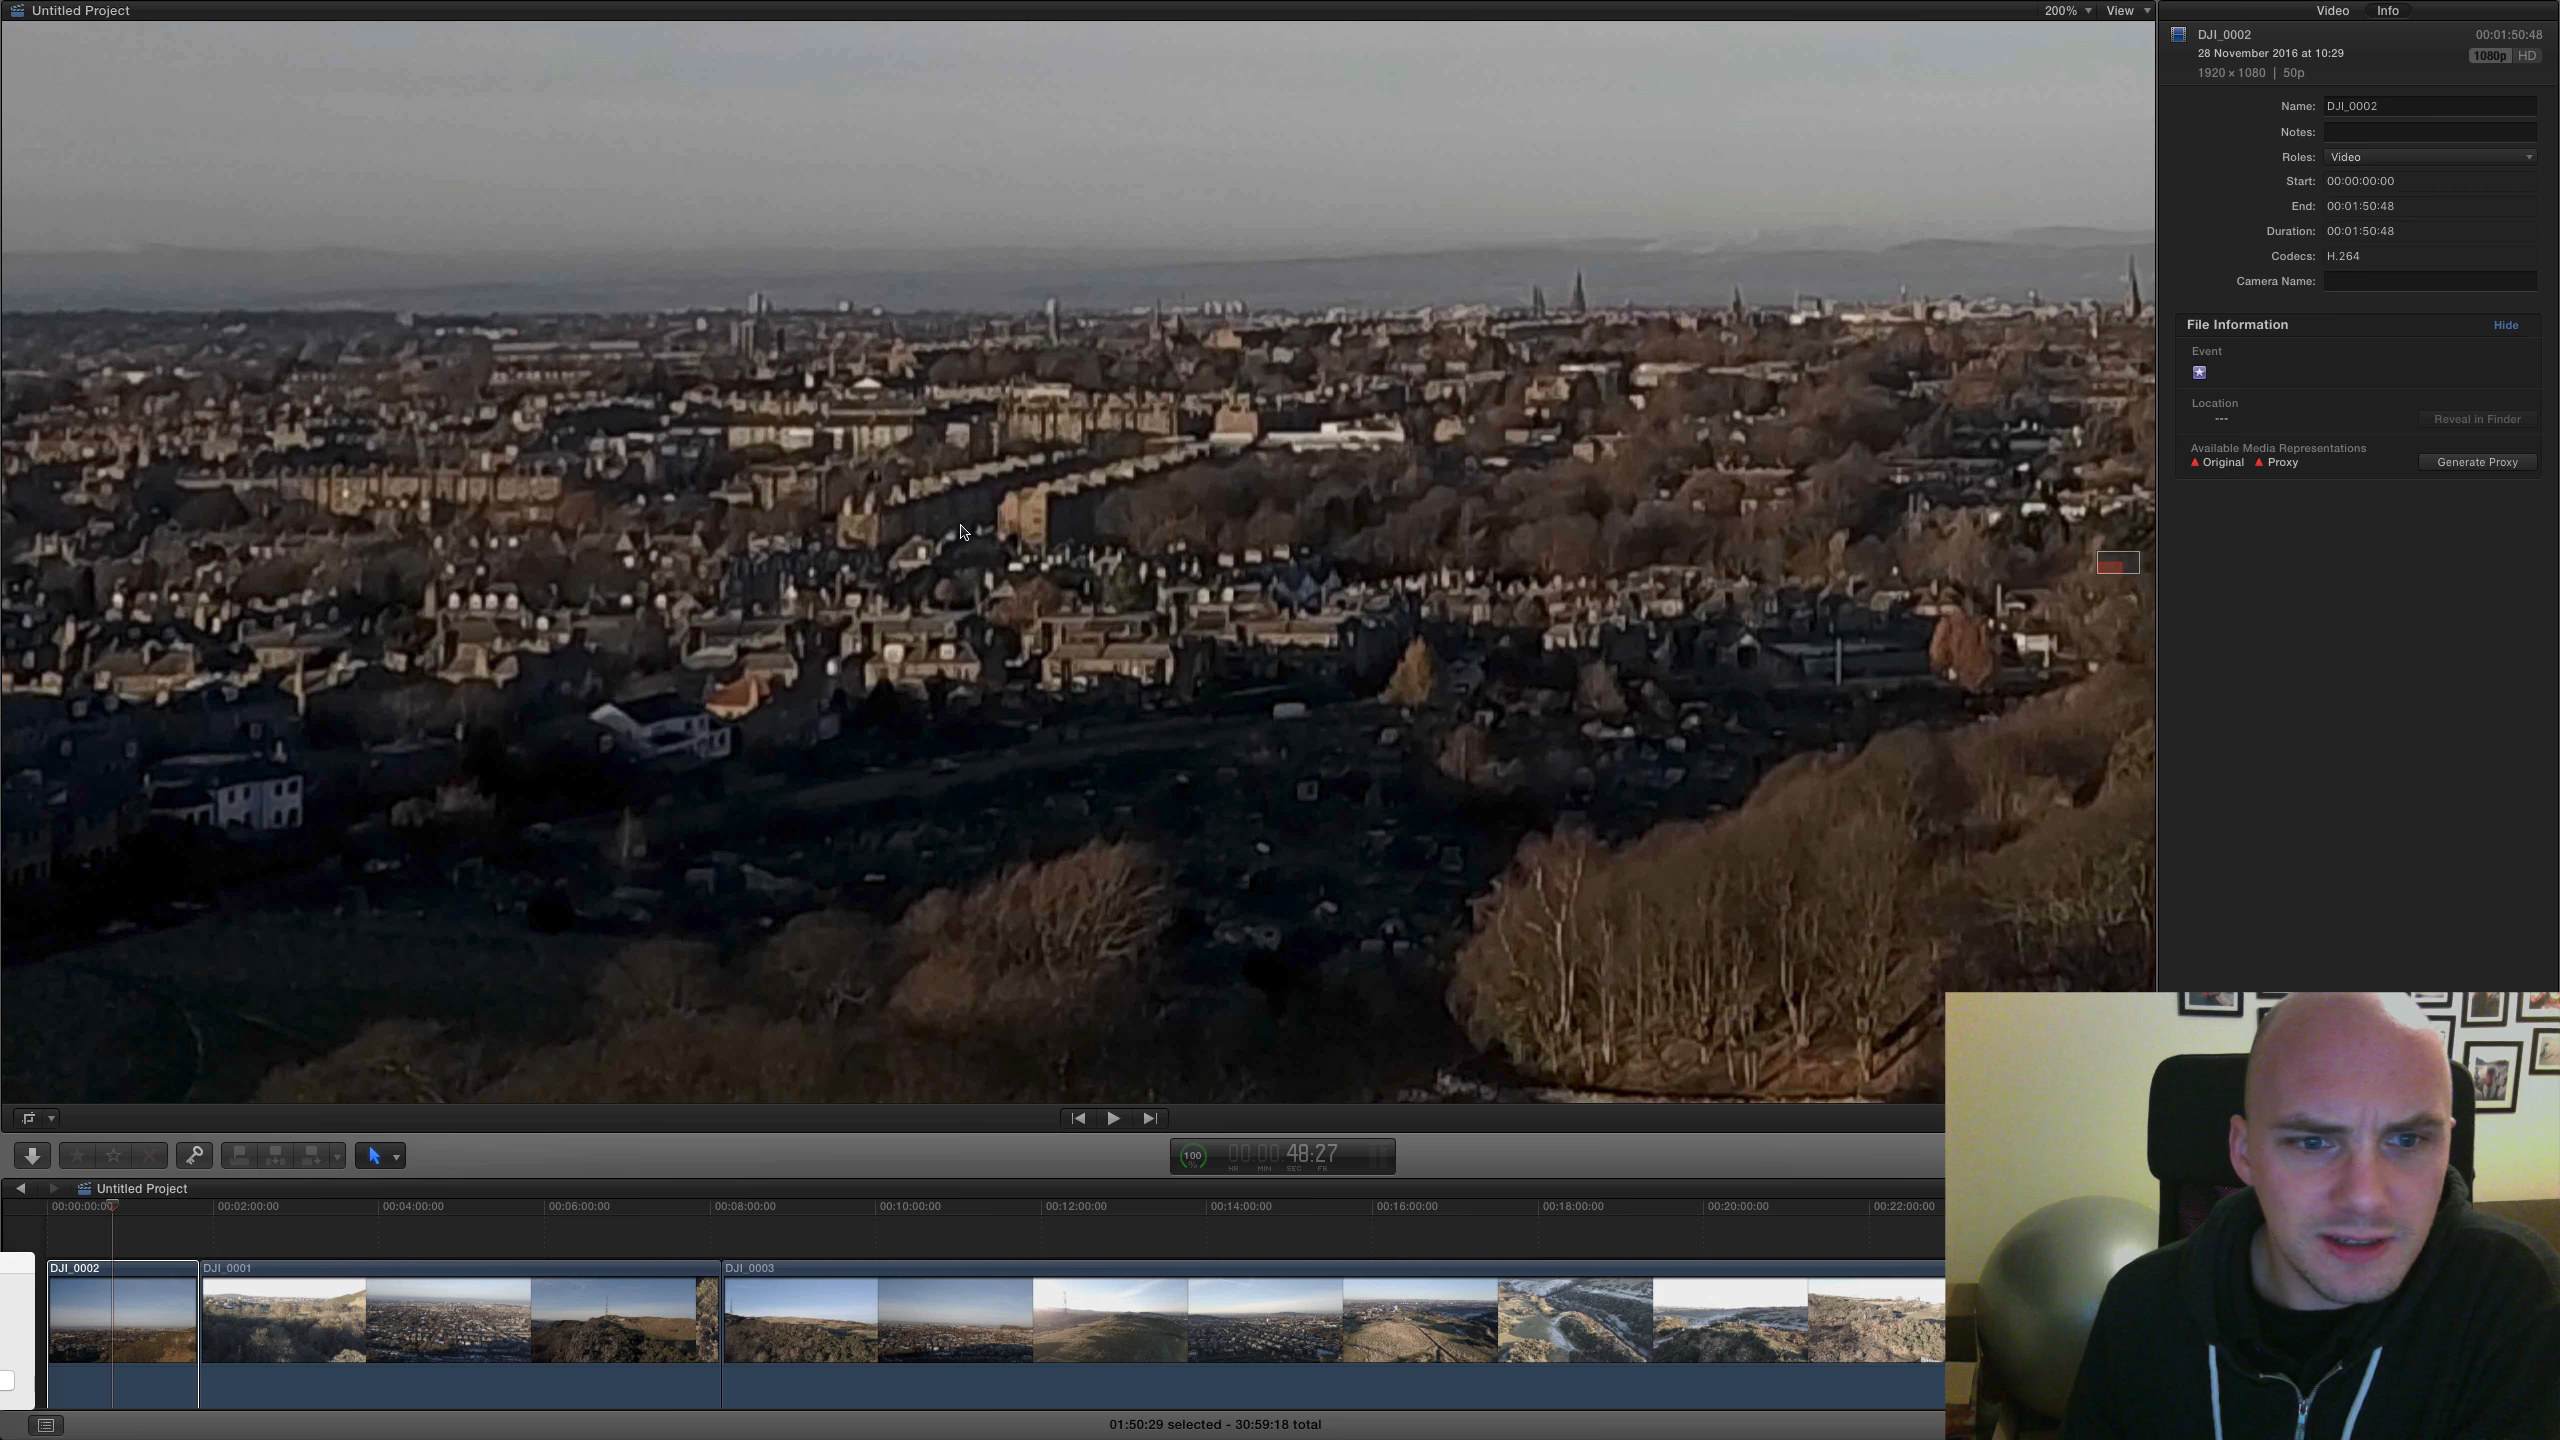 Untitled Project
200% View
Video Info
DJI_0002 00:01:50:48
28 November 2016 at 10:29 1080p HD
1920 × 1080 | 50p
Name: DJI_0002
Notes:
Roles: Video
Start: 00:00:00:00
End: 00:01:50:48
Duration: 00:01:50:48
Codecs: H.264
Camera Name:
File Information Hide
Event
Location
--- Reveal in Finder
Available Media Representations
Original Proxy Generate Proxy
100 % 00:00:48:27
HR MIN SEC FR
Untitled Project
00:00:00:00 00:02:00:00 00:04:00:00 00:06:00:00 00:08:00:00 00:10:00:00 00:12:00:00 00:14:00:00 00:16:00:00 00:18:00:00 00:20:00:00 00:22:00:00
DJI_0002 DJI_0001 DJI_0003
01:50:29 selected - 30:59:18 total